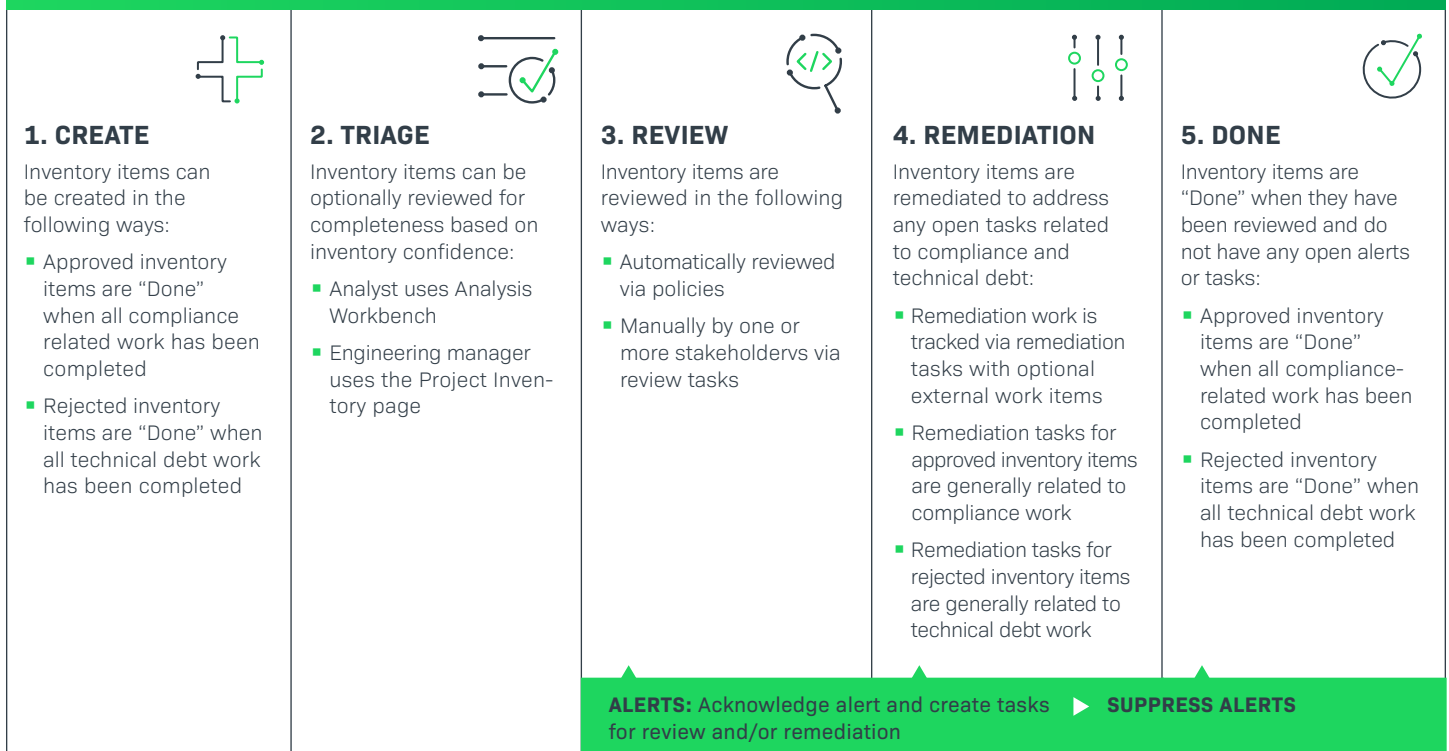 1. CREATE
Inventory items can
be created in the
following ways:
Approved inventory
items are “Done”
when all compliance
related work has been
completed
Rejected inventory
items are “Done” when
all technical debt work
has been completed
2. TRIAGE
Inventory items can be
optionally reviewed for
completeness based on
inventory confidence:
Analyst uses Analysis
Workbench
Engineering manager
uses the Project Inven-
tory page
3. REVIEW
Inventory items are
reviewed in the following
ways:
Automatically reviewed
via policies
Manually by one or
more stakeholdervs via
review tasks
4. REMEDIATION
Inventory items are
remediated to address
any open tasks related
to compliance and
technical debt:
Remediation work is
tracked via remediation
tasks with optional
external work items
Remediation tasks for
approved inventory items
are generally related to
compliance work
Remediation tasks for
rejected inventory items
are generally related to
technical debt work
5. DONE
Inventory items are
“Done” when they have
been reviewed and do
not have any open alerts
or tasks:
Approved inventory
items are “Done”
when all compliance-
related work has been
completed
Rejected inventory
items are “Done” when
all technical debt work
has been completed
ALERTS: Acknowledge alert and create tasks
for review and/or remediation
SUPPRESS ALERTS